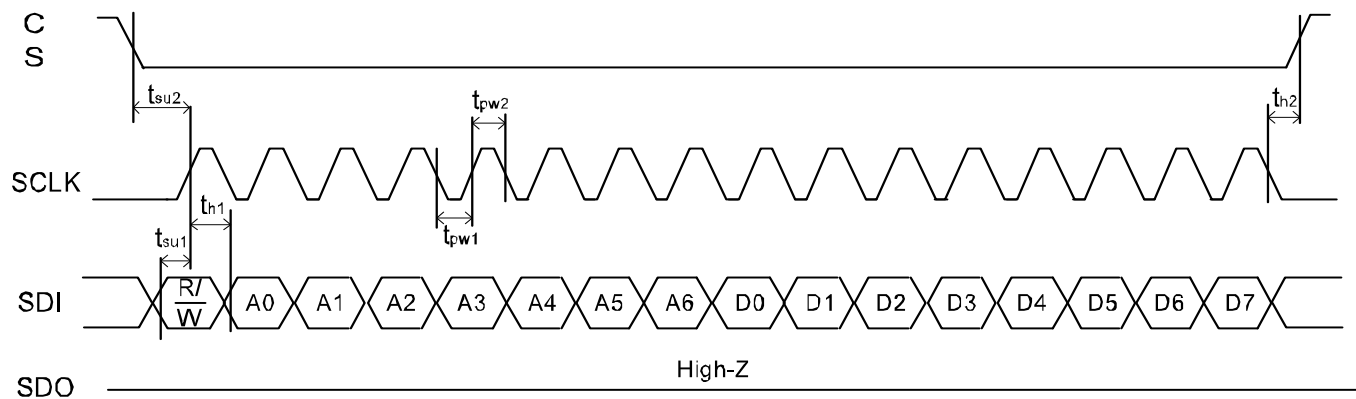 C
S
tsu2
tpw2
th2
SCLK
th1
tpw1
tsu1
SDI
R/
W
A0 A1 A2 A3 A4 A5 A6 D0 D1 D2 D3 D4 D5 D6 D7
High-Z
SDO